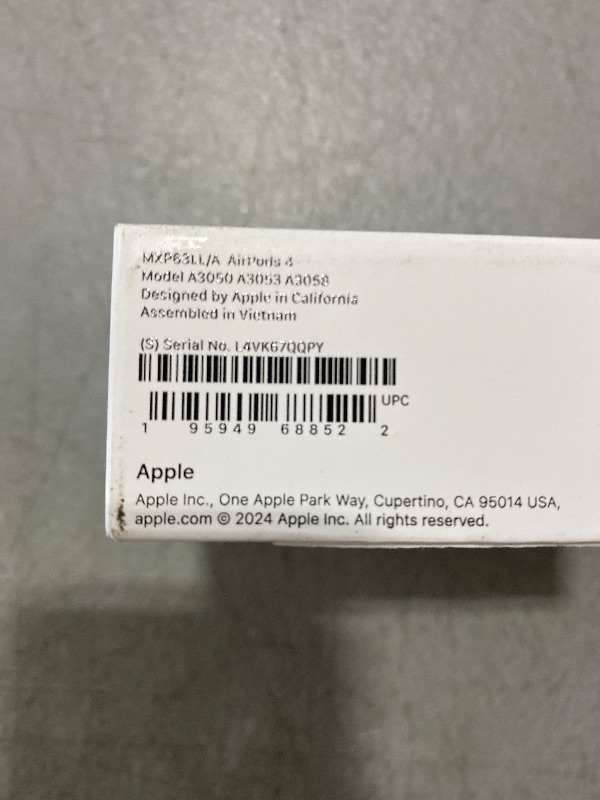 MXP63LL/A AirPods 4
Model A3050 A3053 A3058
Designed by Apple in California
Assembled in Vietnam
(S) Serial No. L4VK67QQPY
UPC
1 95949 68852 2
Apple
Apple Inc., One Apple Park Way, Cupertino, CA 95014 USA,
apple.com © 2024 Apple Inc. All rights reserved.